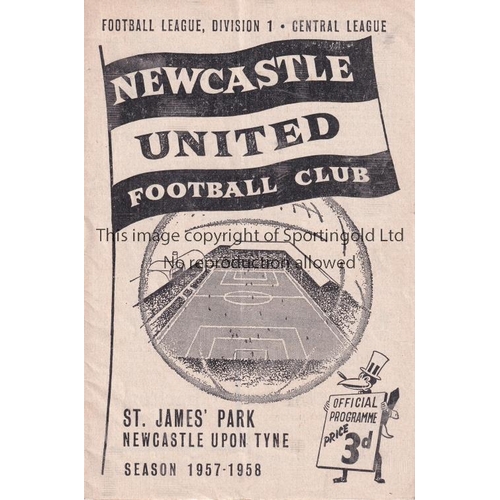 FOOTBALL LEAGUE, DIVISION 1 • CENTRAL LEAGUE
NEWCASTLE
UNITED
FOOTBALL CLUB
This image copyright of Sportingold Ltd
No reproduction allowed
ST. JAMES' PARK
NEWCASTLE UPON TYNE
SEASON 1957-1958
OFFICIAL
PROGRAMME
PRICE 3d